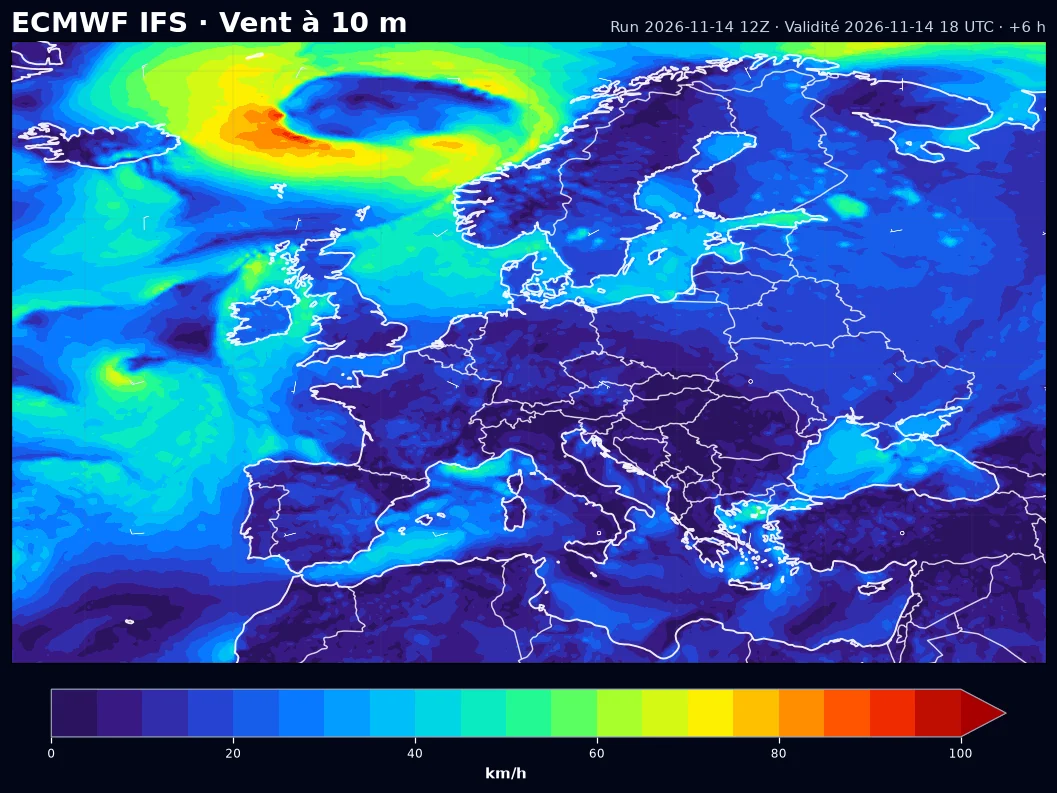 ECMWF IFS · Vent à 10 m
Run 2026-11-14 12Z · Validité 2026-11-14 18 UTC · +6 h
0 20 40 60 80 100
km/h